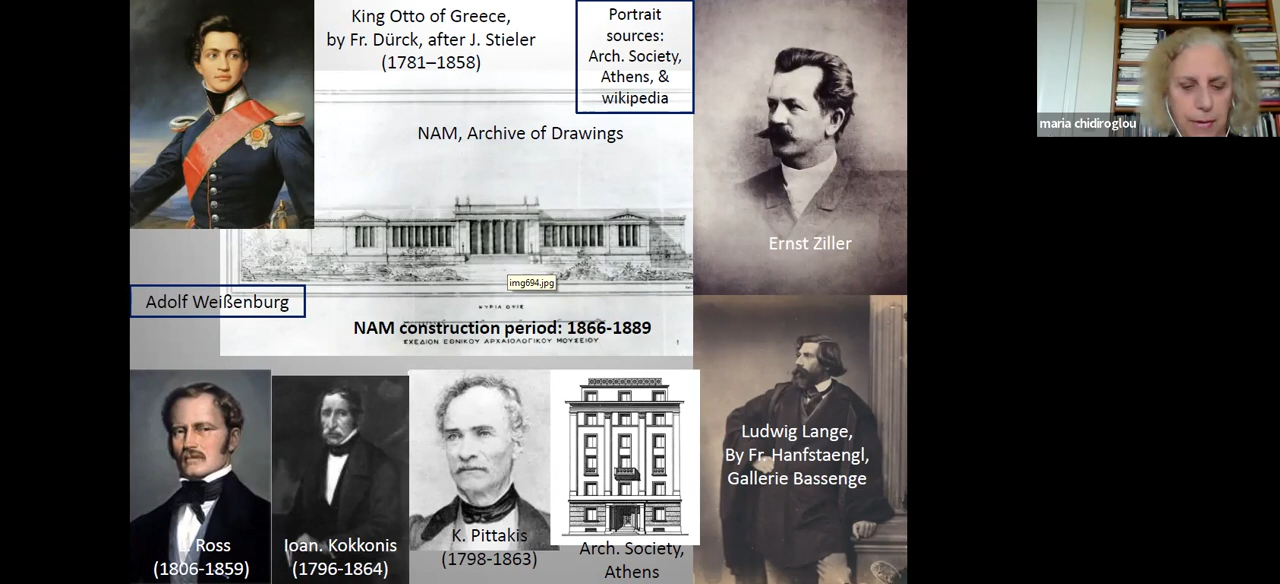 King Otto of Greece,
by Fr. Dürck, after J. Stieler
(1781–1858)
Portrait
sources:
Arch. Society,
Athens, &
wikipedia
NAM, Archive of Drawings
maria chidiroglou
Ernst Ziller
img694.jpg
Adolf Weißenburg
ΚΥΡΙΑ ΟΨΙΣ
NAM construction period: 1866-1889
ΣΧΕΔΙΟΝ ΕΘΝΙΚΟΥ ΑΡΧΑΙΟΛΟΓΙΚΟΥ ΜΟΥΣΕΙΟΥ
1
Ludwig Lange,
By Fr. Hanfstaengl,
Gallerie Bassenge
L. Ross
(1806-1859)
Ioan. Kokkonis
(1796-1864)
K. Pittakis
(1798-1863)
Arch. Society,
Athens